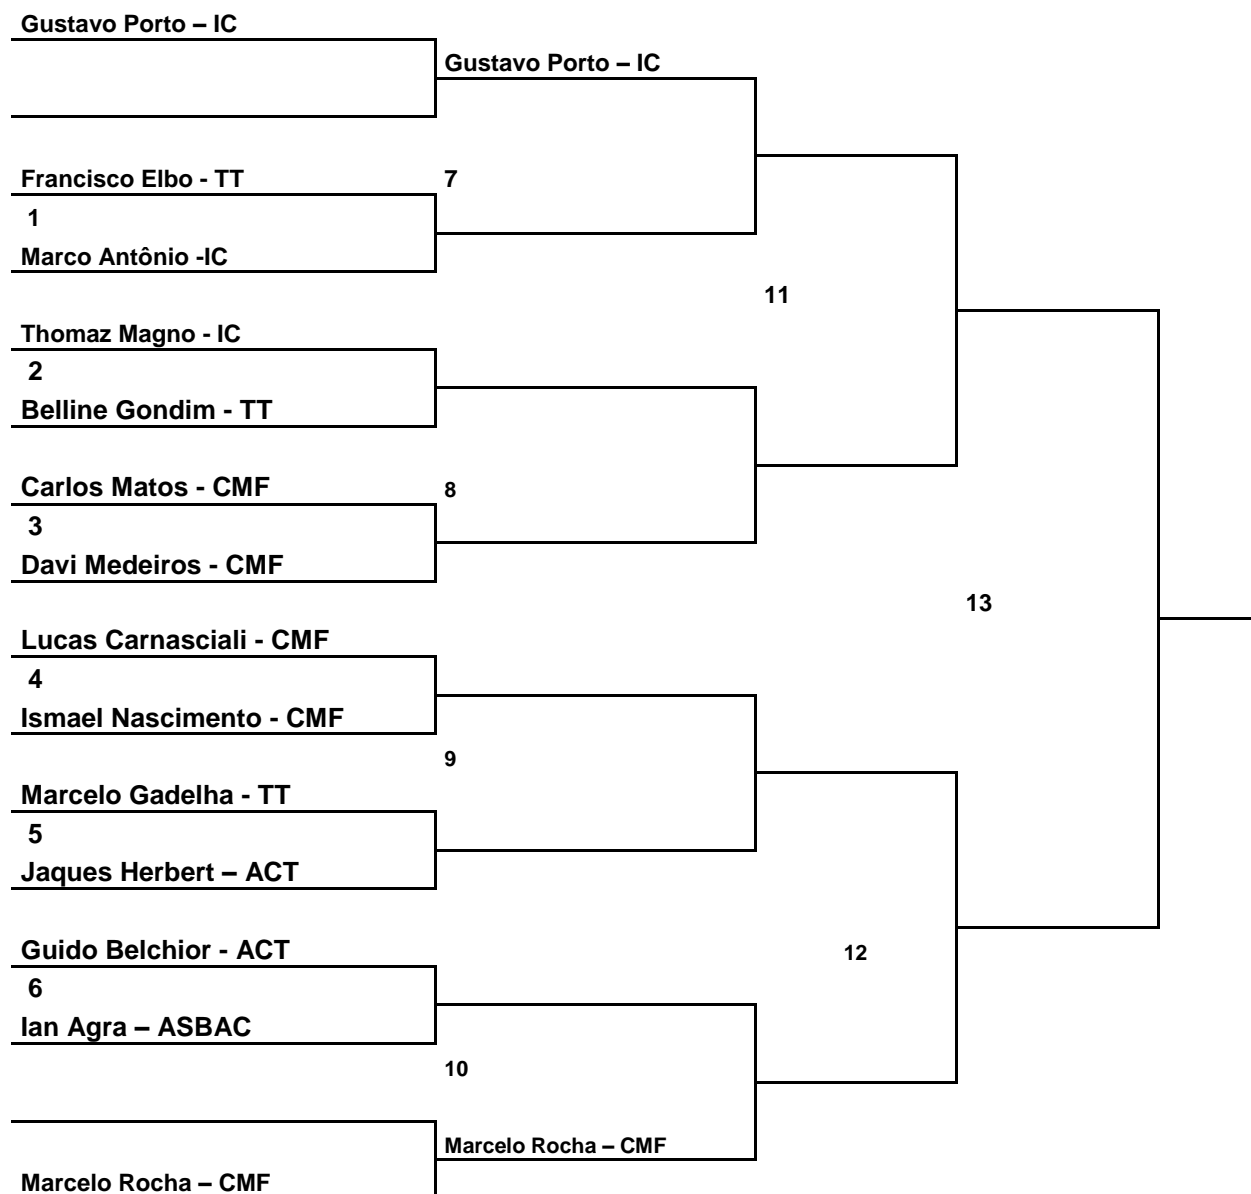 Gustavo Porto – IC
Gustavo Porto – IC
Francisco Elbo - TT
7
1
Marco Antônio -IC
11
Thomaz Magno - IC
2
Belline Gondim - TT
Carlos Matos - CMF
8
3
Davi Medeiros - CMF
13
Lucas Carnasciali - CMF
4
Ismael Nascimento - CMF
9
Marcelo Gadelha - TT
5
Jaques Herbert – ACT
Guido Belchior - ACT
12
6
Ian Agra – ASBAC
10
Marcelo Rocha – CMF
Marcelo Rocha – CMF